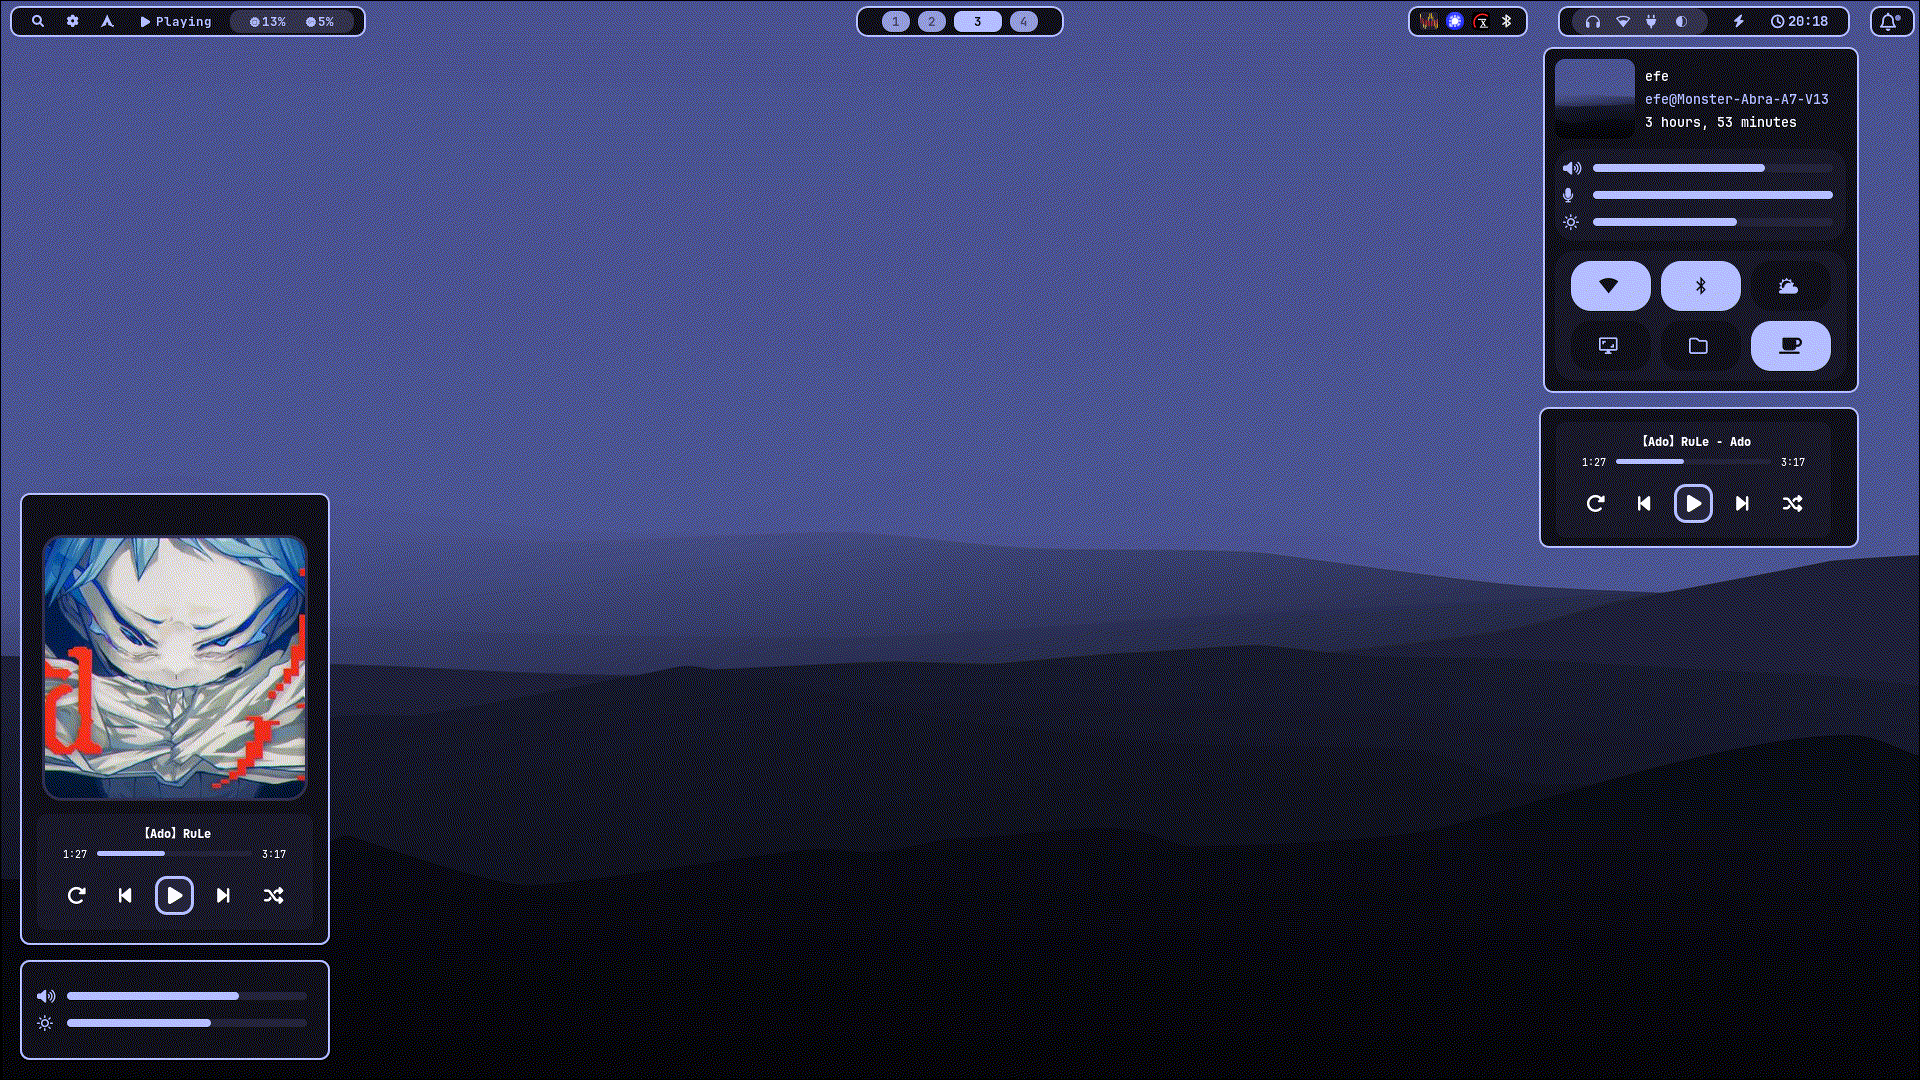 Playing 13% 5%
1 2 3 4
20:18
efe
efe@Monster-Abra-A7-V13
3 hours, 53 minutes
【Ado】RuLe - Ado
1:27 3:17
d
r
【Ado】RuLe
1:27 3:17